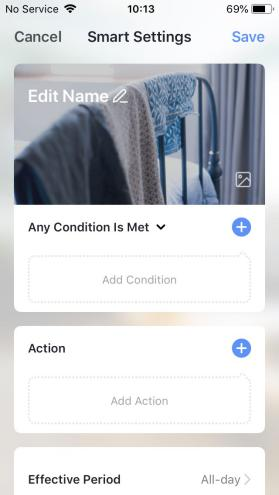 No Service 10:13 69%
Cancel Smart Settings Save
Edit Name
Any Condition Is Met
Add Condition
Action
Add Action
Effective Period All-day